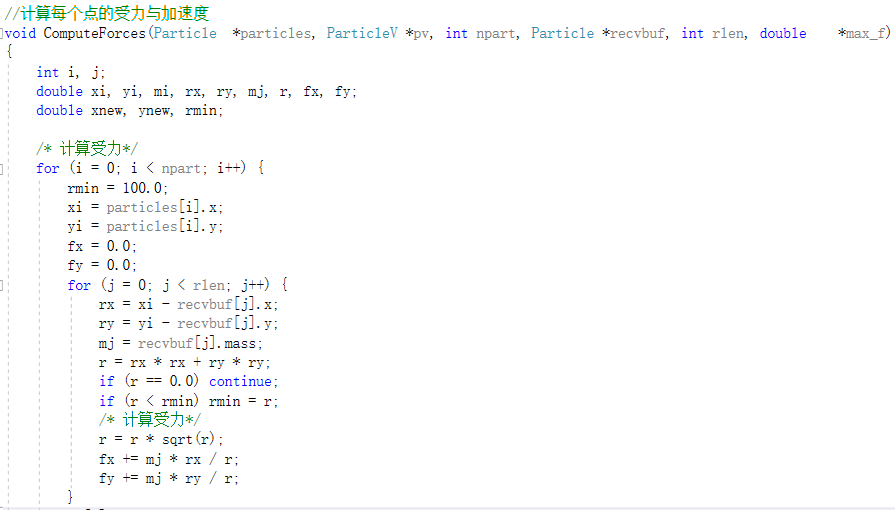 //计算每个点的受力与加速度
void ComputeForces(Particle  *particles, ParticleV *pv, int npart, Particle *recvbuf, int rlen, double    *max_f)
{
    int i, j;
    double xi, yi, mi, rx, ry, mj, r, fx, fy;
    double xnew, ynew, rmin;

    /* 计算受力*/
    for (i = 0; i < npart; i++) {
        rmin = 100.0;
        xi = particles[i].x;
        yi = particles[i].y;
        fx = 0.0;
        fy = 0.0;
        for (j = 0; j < rlen; j++) {
            rx = xi - recvbuf[j].x;
            ry = yi - recvbuf[j].y;
            mj = recvbuf[j].mass;
            r = rx * rx + ry * ry;
            if (r == 0.0) continue;
            if (r < rmin) rmin = r;
            /* 计算受力*/
            r = r * sqrt(r);
            fx += mj * rx / r;
            fy += mj * ry / r;
        }